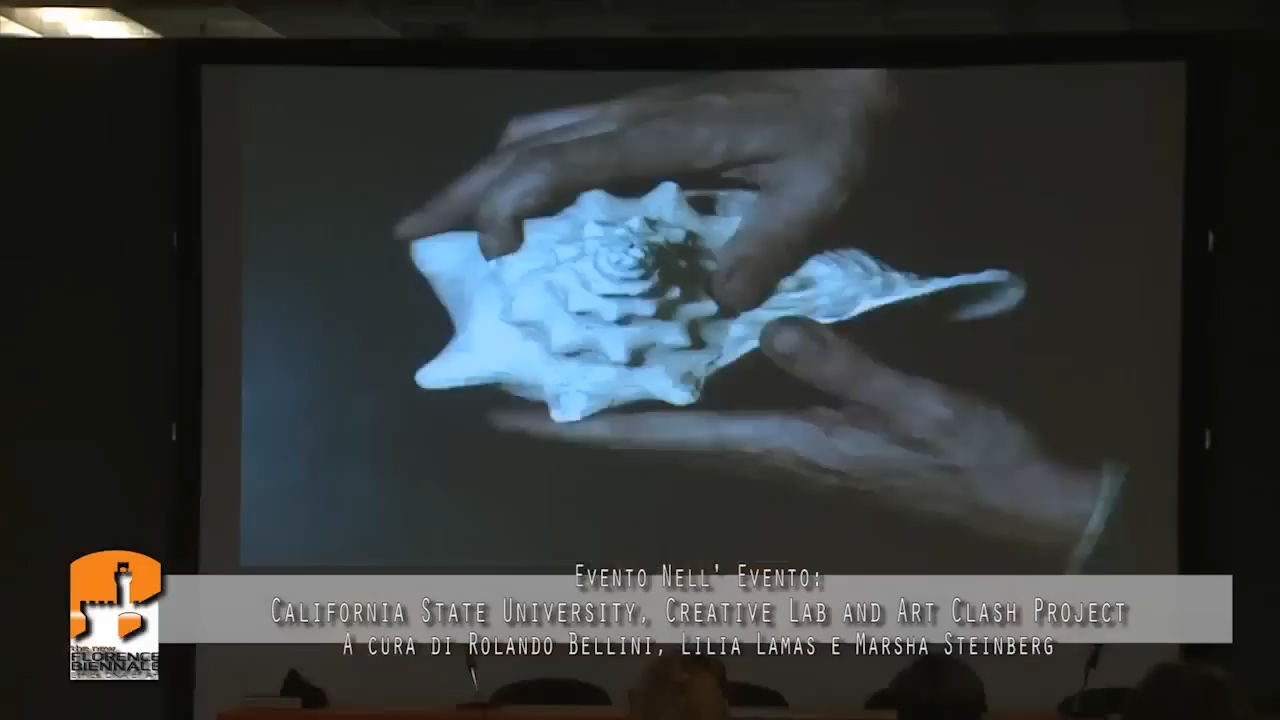 Evento Nell' Evento:
California State University, Creative Lab and Art Clash Project
A cura di Rolando Bellini, Lilia Lamas e Marsha Steinberg
the new
FLORENCE
BIENNALE